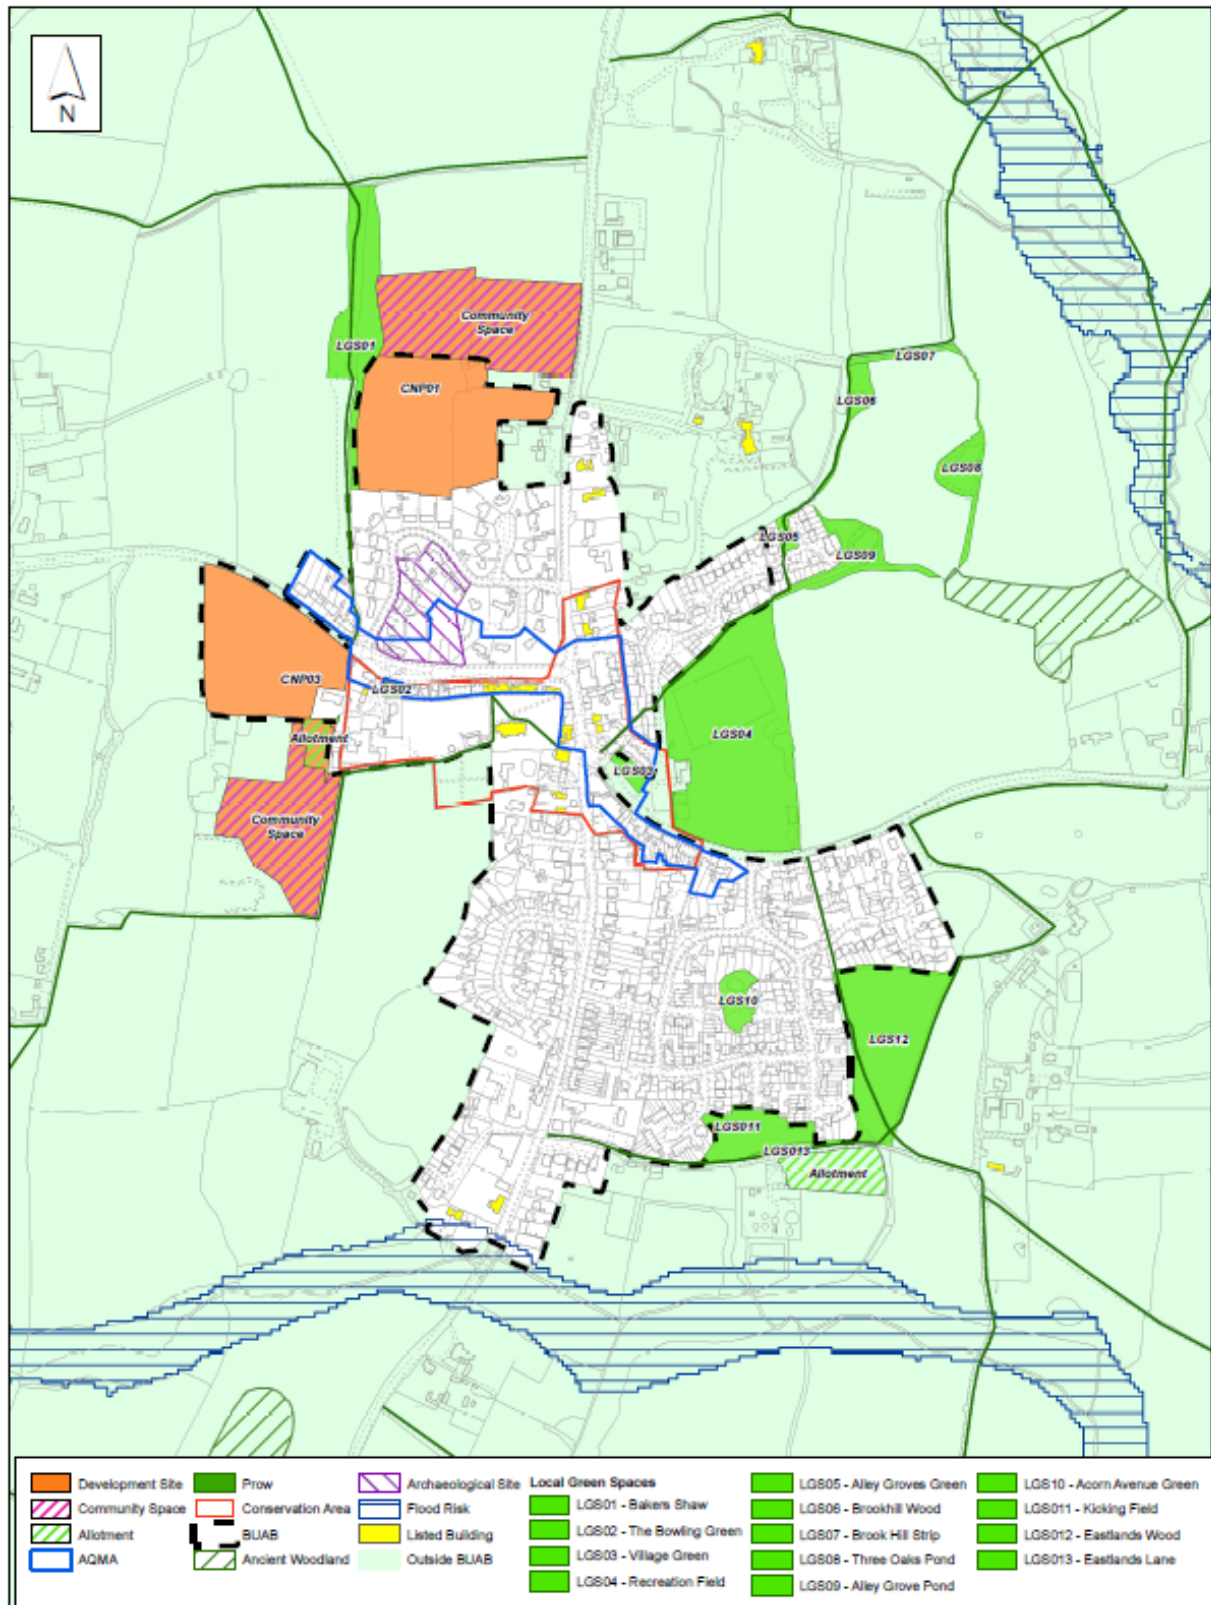 N
Community
Space
LGS01
CNP01
LGS07
LGS06
LGS08
LGS05
LGS09
CNP03
LGS02
Allotment
LGS04
LGS03
Community
Space
LGS10
LGS12
LGS011
LGS013
Allotment
Development Site
Community Space
Allotment
AQMA
Prow
Conservation Area
BUAB
Ancient Woodland
Archaeological Site
Flood Risk
Listed Building
Outside BUAB
Local Green Spaces
LGS01 - Bakers Shaw
LGS02 - The Bowling Green
LGS03 - Village Green
LGS04 - Recreation Field
LGS05 - Alley Groves Green
LGS06 - Brookhill Wood
LGS07 - Brook Hill Strip
LGS08 - Three Oaks Pond
LGS09 - Alley Grove Pond
LGS10 - Acorn Avenue Green
LGS011 - Kicking Field
LGS012 - Eastlands Wood
LGS013 - Eastlands Lane